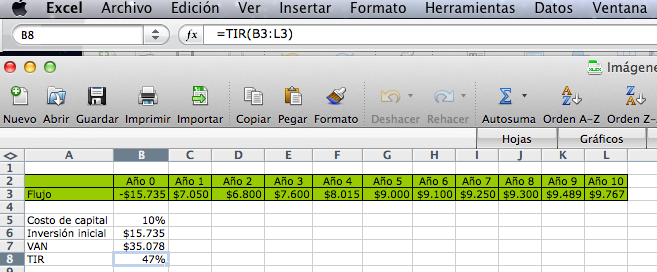 Excel Archivo Edición Ver Insertar Formato Herramientas Datos Ventana
B8 fx =TIR(B3:L3)
Imágene
Nuevo Abrir Guardar Imprimir Importar Copiar Pegar Formato Deshacer Rehacer Autosuma Orden A-Z Orden Z-
Hojas Gráficos
A B C D E F G H I J K L
1
2 Año 0 Año 1 Año 2 Año 3 Año 4 Año 5 Año 6 Año 7 Año 8 Año 9 Año 10
3 Flujo -$15.735 $7.050 $6.800 $7.600 $8.015 $9.000 $9.100 $9.250 $9.300 $9.489 $9.767
4
5 Costo de capital 10%
6 Inversión inicial $15.735
7 VAN $35.078
8 TIR 47%